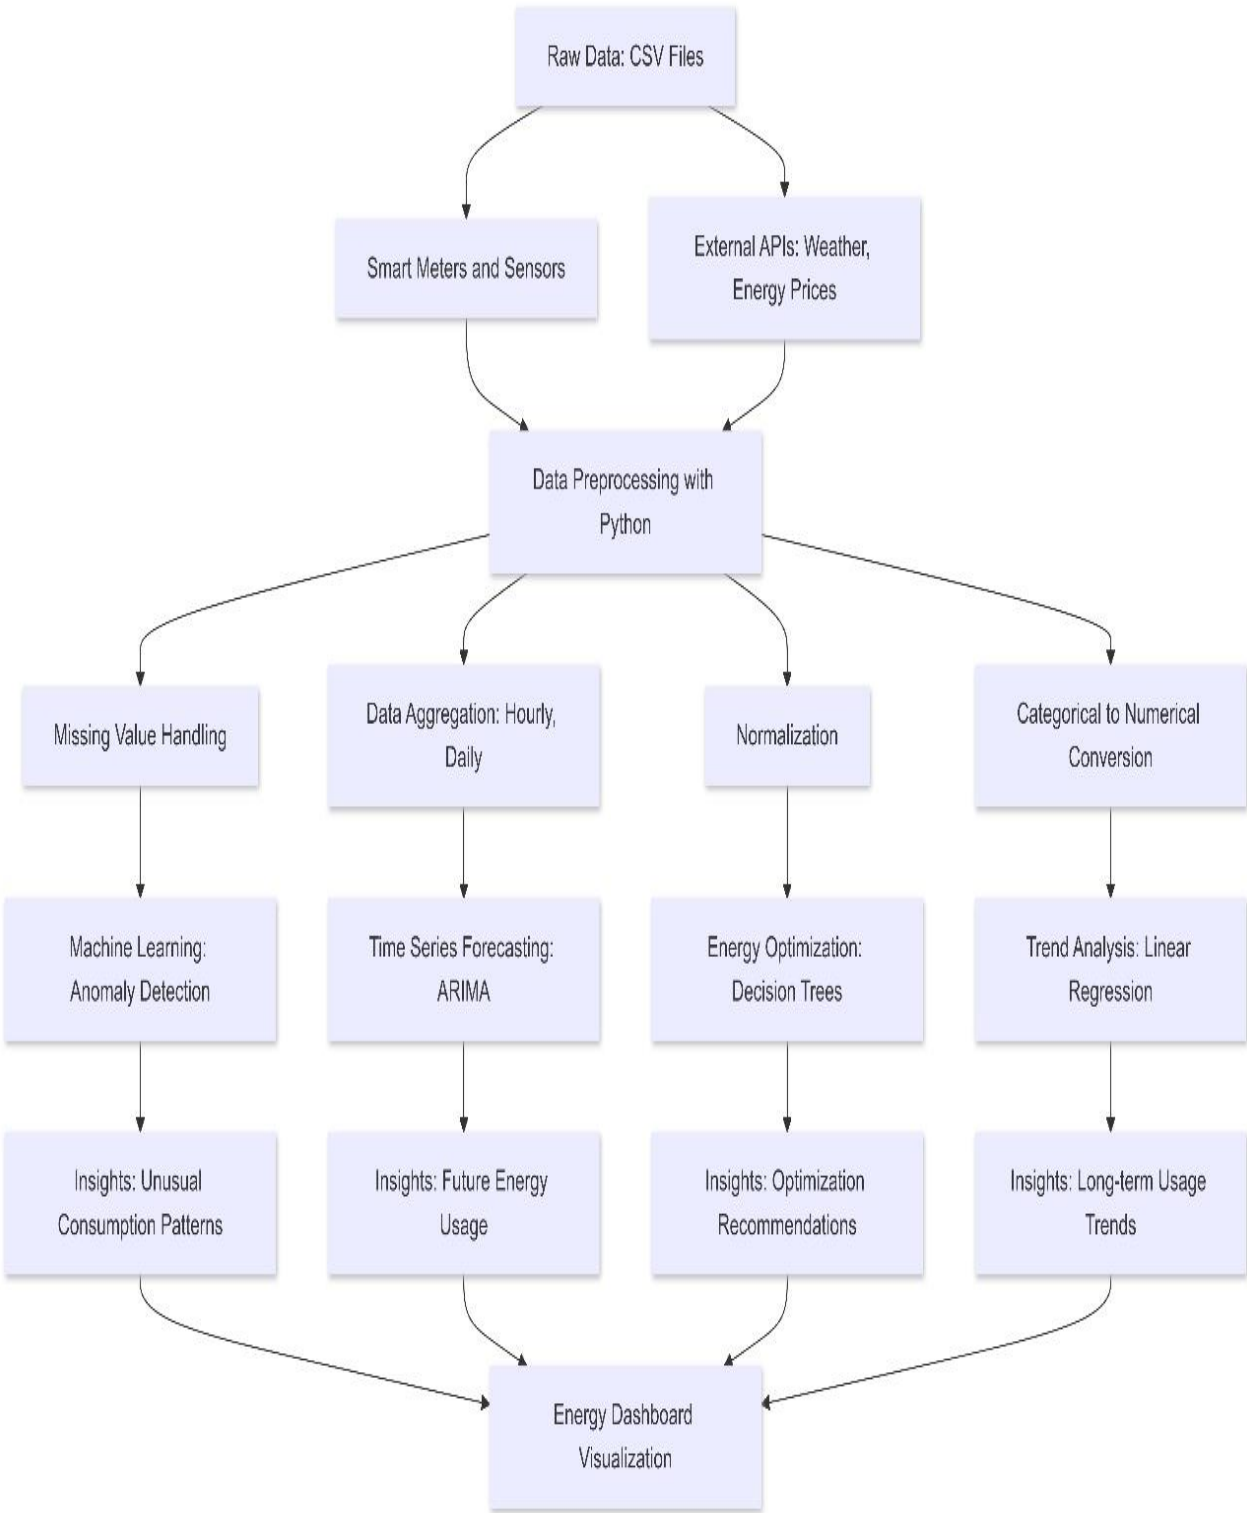 Raw Data: CSV Files
Smart Meters and Sensors
External APIs: Weather,
Energy Prices
Data Preprocessing with
Python
Missing Value Handling
Data Aggregation: Hourly,
Daily
Normalization
Categorical to Numerical
Conversion
Machine Learning:
Anomaly Detection
Time Series Forecasting:
ARIMA
Energy Optimization:
Decision Trees
Trend Analysis: Linear
Regression
Insights: Unusual
Consumption Patterns
Insights: Future Energy
Usage
Insights: Optimization
Recommendations
Insights: Long-term Usage
Trends
Energy Dashboard
Visualization